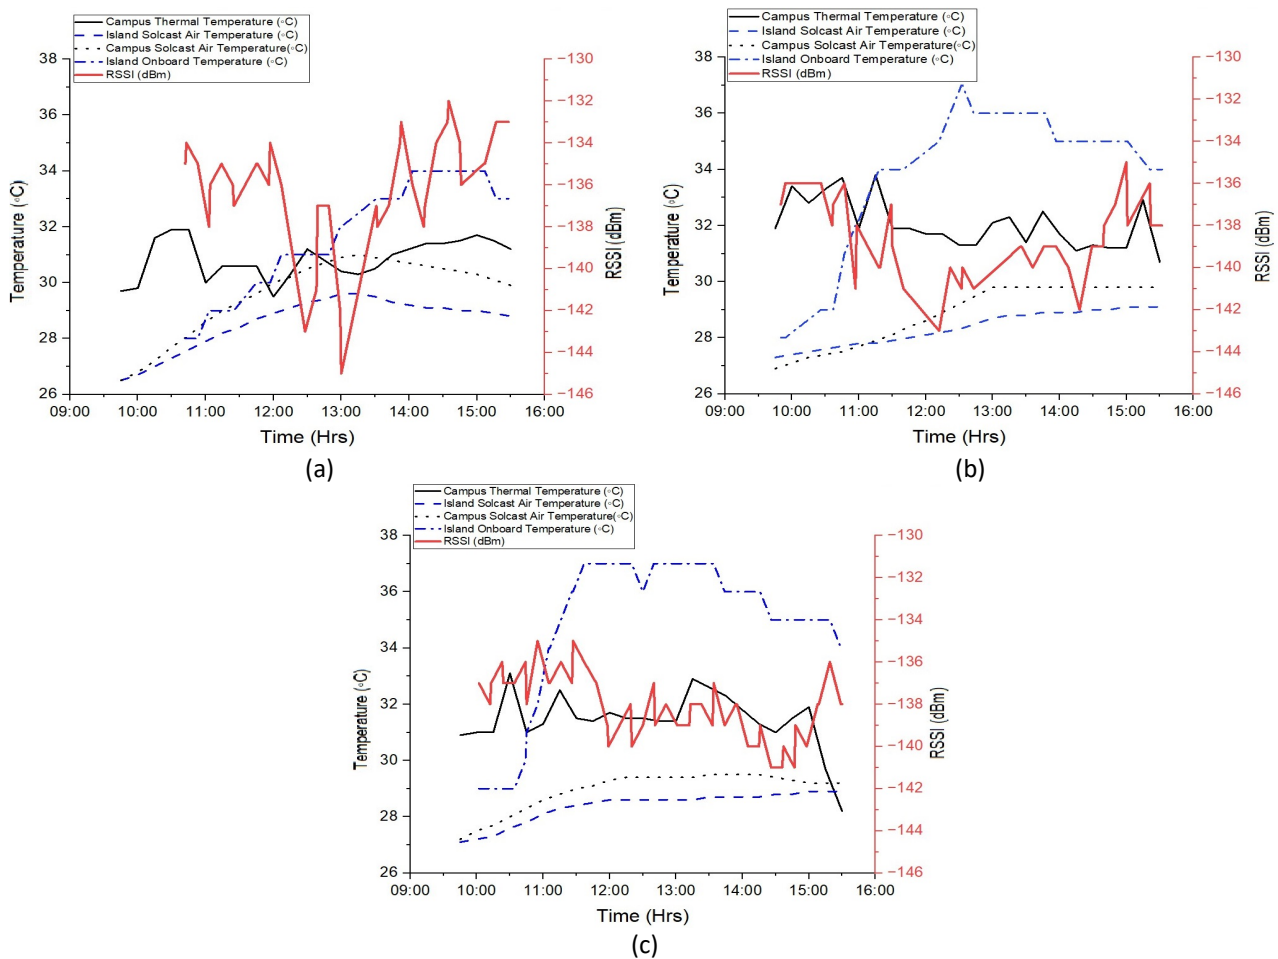 Campus Thermal Temperature (◦C)
Island Solcast Air Temperature (◦C)
Campus Solcast Air Temperature(◦C)
Island Onboard Temperature (◦C)
RSSI (dBm)
38
36
34
32
30
28
26
Temperature (◦C)
−130
−132
−134
−136
−138
−140
−142
−144
−146
RSSI (dBm)
09:00 10:00 11:00 12:00 13:00 14:00 15:00 16:00
Time (Hrs)
(a)
Campus Thermal Temperature (◦C)
Island Solcast Air Temperature (◦C)
Campus Solcast Air Temperature(◦C)
Island Onboard Temperature (◦C)
RSSI (dBm)
38
36
34
32
30
28
26
Temperature (◦C)
−130
−132
−134
−136
−138
−140
−142
−144
−146
RSSI (dBm)
09:00 10:00 11:00 12:00 13:00 14:00 15:00 16:00
Time (Hrs)
(b)
Campus Thermal Temperature (◦C)
Island Solcast Air Temperature (◦C)
Campus Solcast Air Temperature(◦C)
Island Onboard Temperature (◦C)
RSSI (dBm)
38
36
34
32
30
28
26
Temperature (◦C)
−130
−132
−134
−136
−138
−140
−142
−144
−146
RSSI (dBm)
09:00 10:00 11:00 12:00 13:00 14:00 15:00 16:00
Time (Hrs)
(c)